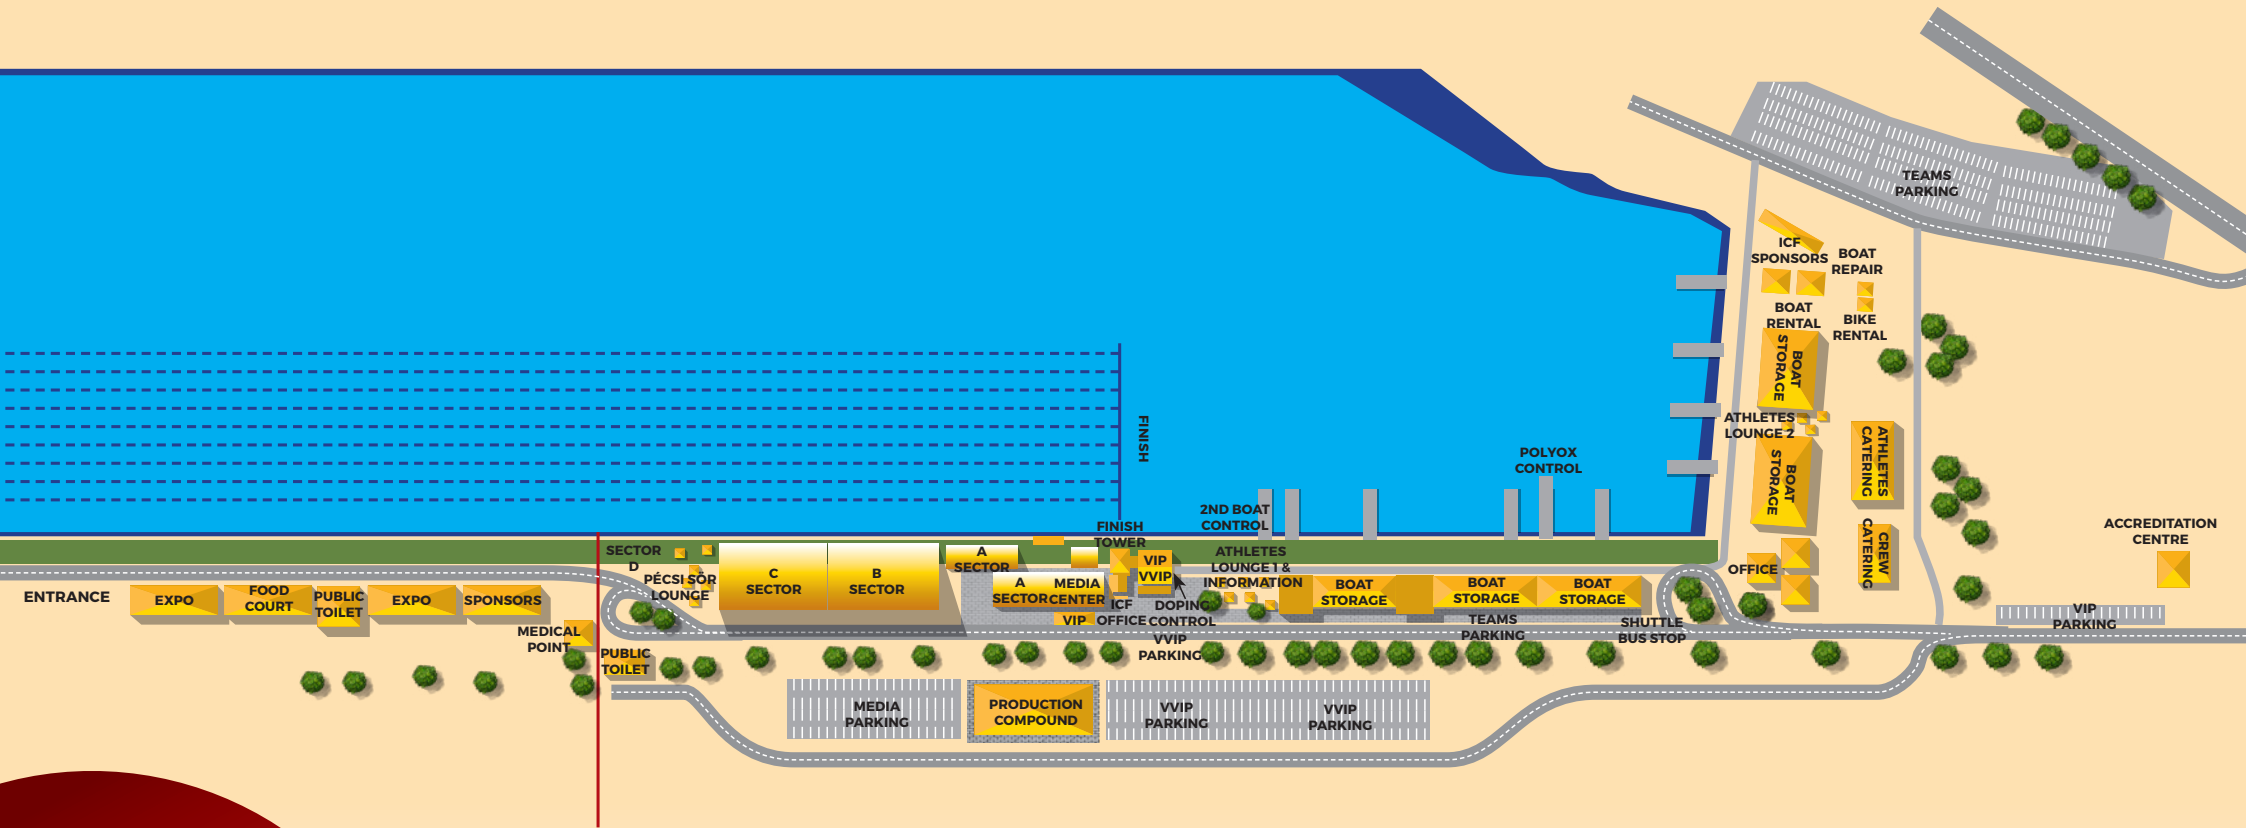 TEAMS
PARKING
ICF
SPONSORS
BOAT
REPAIR
BOAT
RENTAL
BIKE
RENTAL
BOAT
STORAGE
ATHLETES
LOUNGE 2
BOAT
STORAGE
ATHLETES
CATERING
CREW
CATERING
ACCREDITATION
CENTRE
OFFICE
VIP
PARKING
FINISH
POLYOX
CONTROL
2ND BOAT
CONTROL
FINISH
TOWER
ATHLETES
LOUNGE 1 &
INFORMATION
VIP
VVIP
SECTOR
D
PÉCSI SÖR
LOUNGE
C
SECTOR
B
SECTOR
A
SECTOR
A
SECTOR
MEDIA
CENTER
VIP
ICF
OFFICE
DOPING
CONTROL
VVIP
PARKING
BOAT
STORAGE
BOAT
STORAGE
BOAT
STORAGE
TEAMS
PARKING
SHUTTLE
BUS STOP
ENTRANCE
EXPO
FOOD
COURT
PUBLIC
TOILET
EXPO
SPONSORS
MEDICAL
POINT
PUBLIC
TOILET
MEDIA
PARKING
PRODUCTION
COMPOUND
VVIP
PARKING
VVIP
PARKING